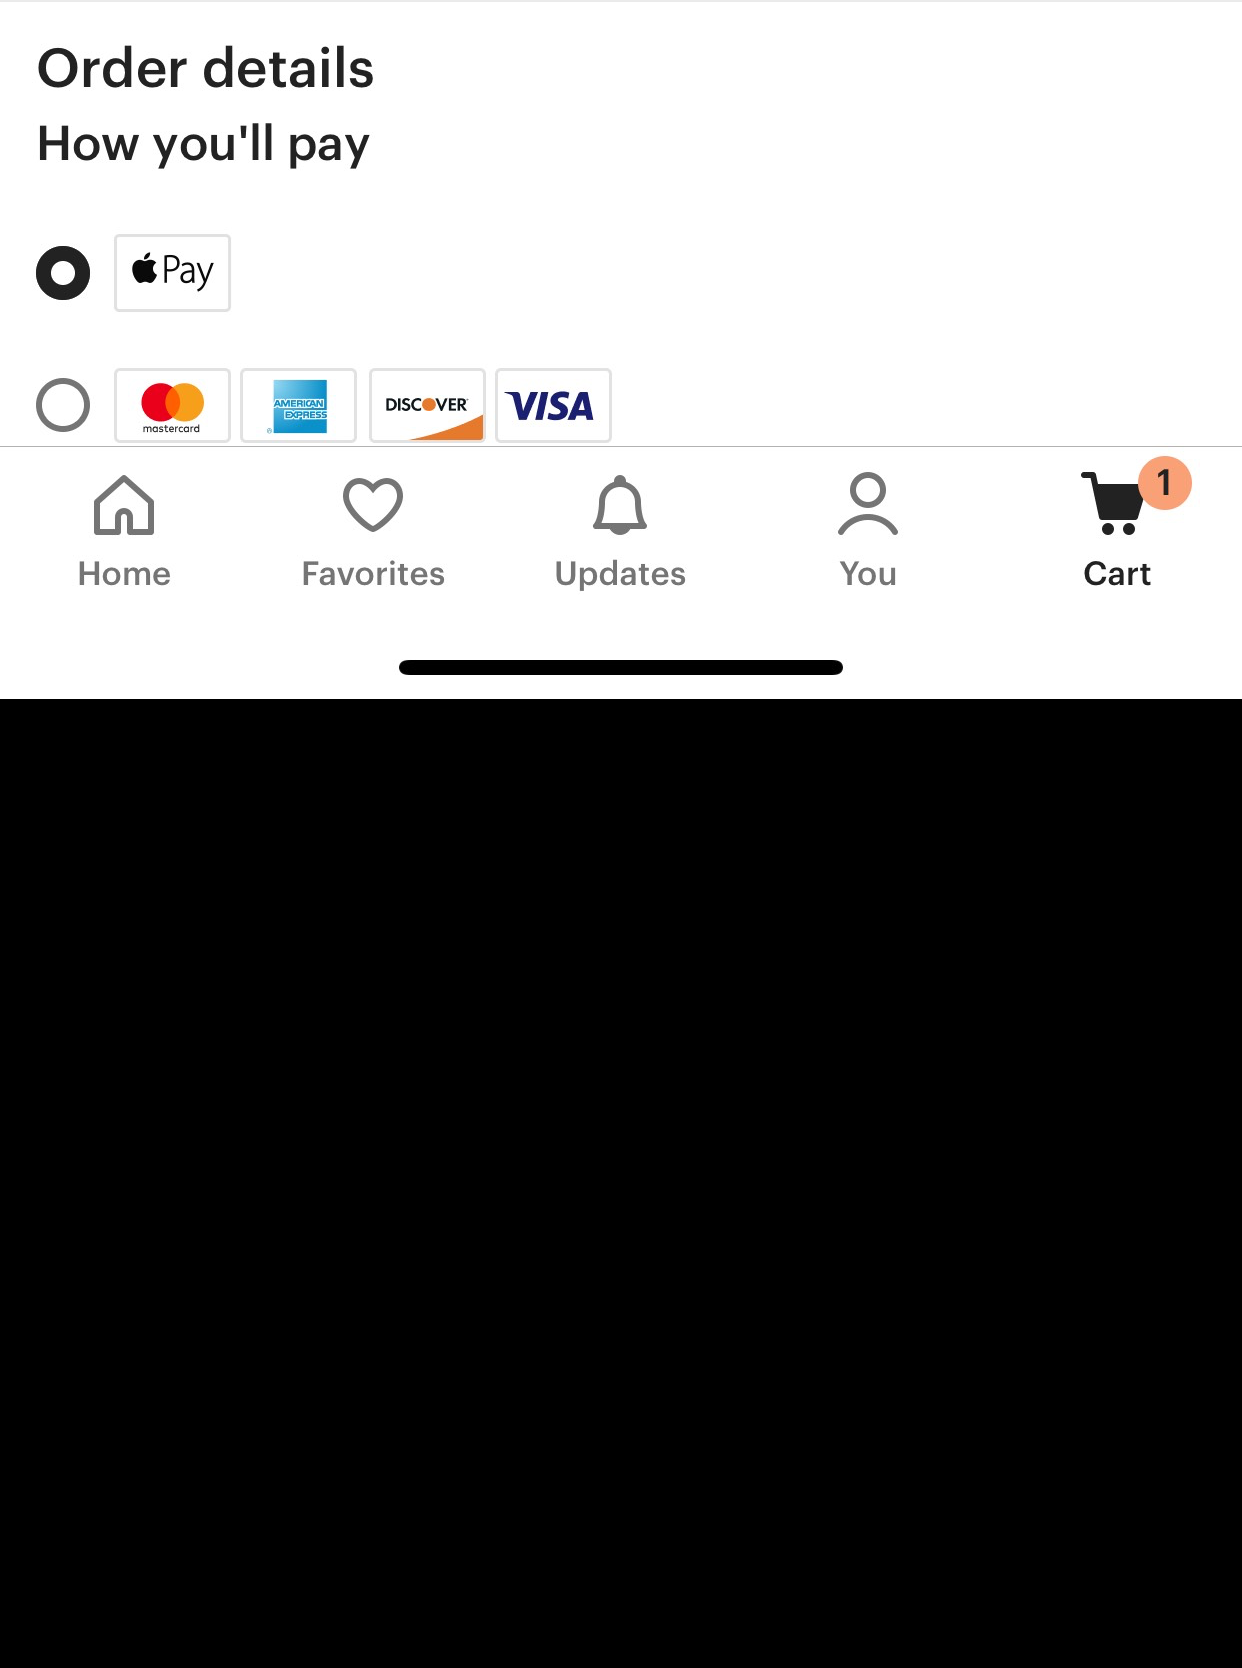 Order details
How you'll pay
Pay
mastercard
AMERICAN
EXPRESS
DISCOVER
VISA
1
Home
Favorites
Updates
You
Cart